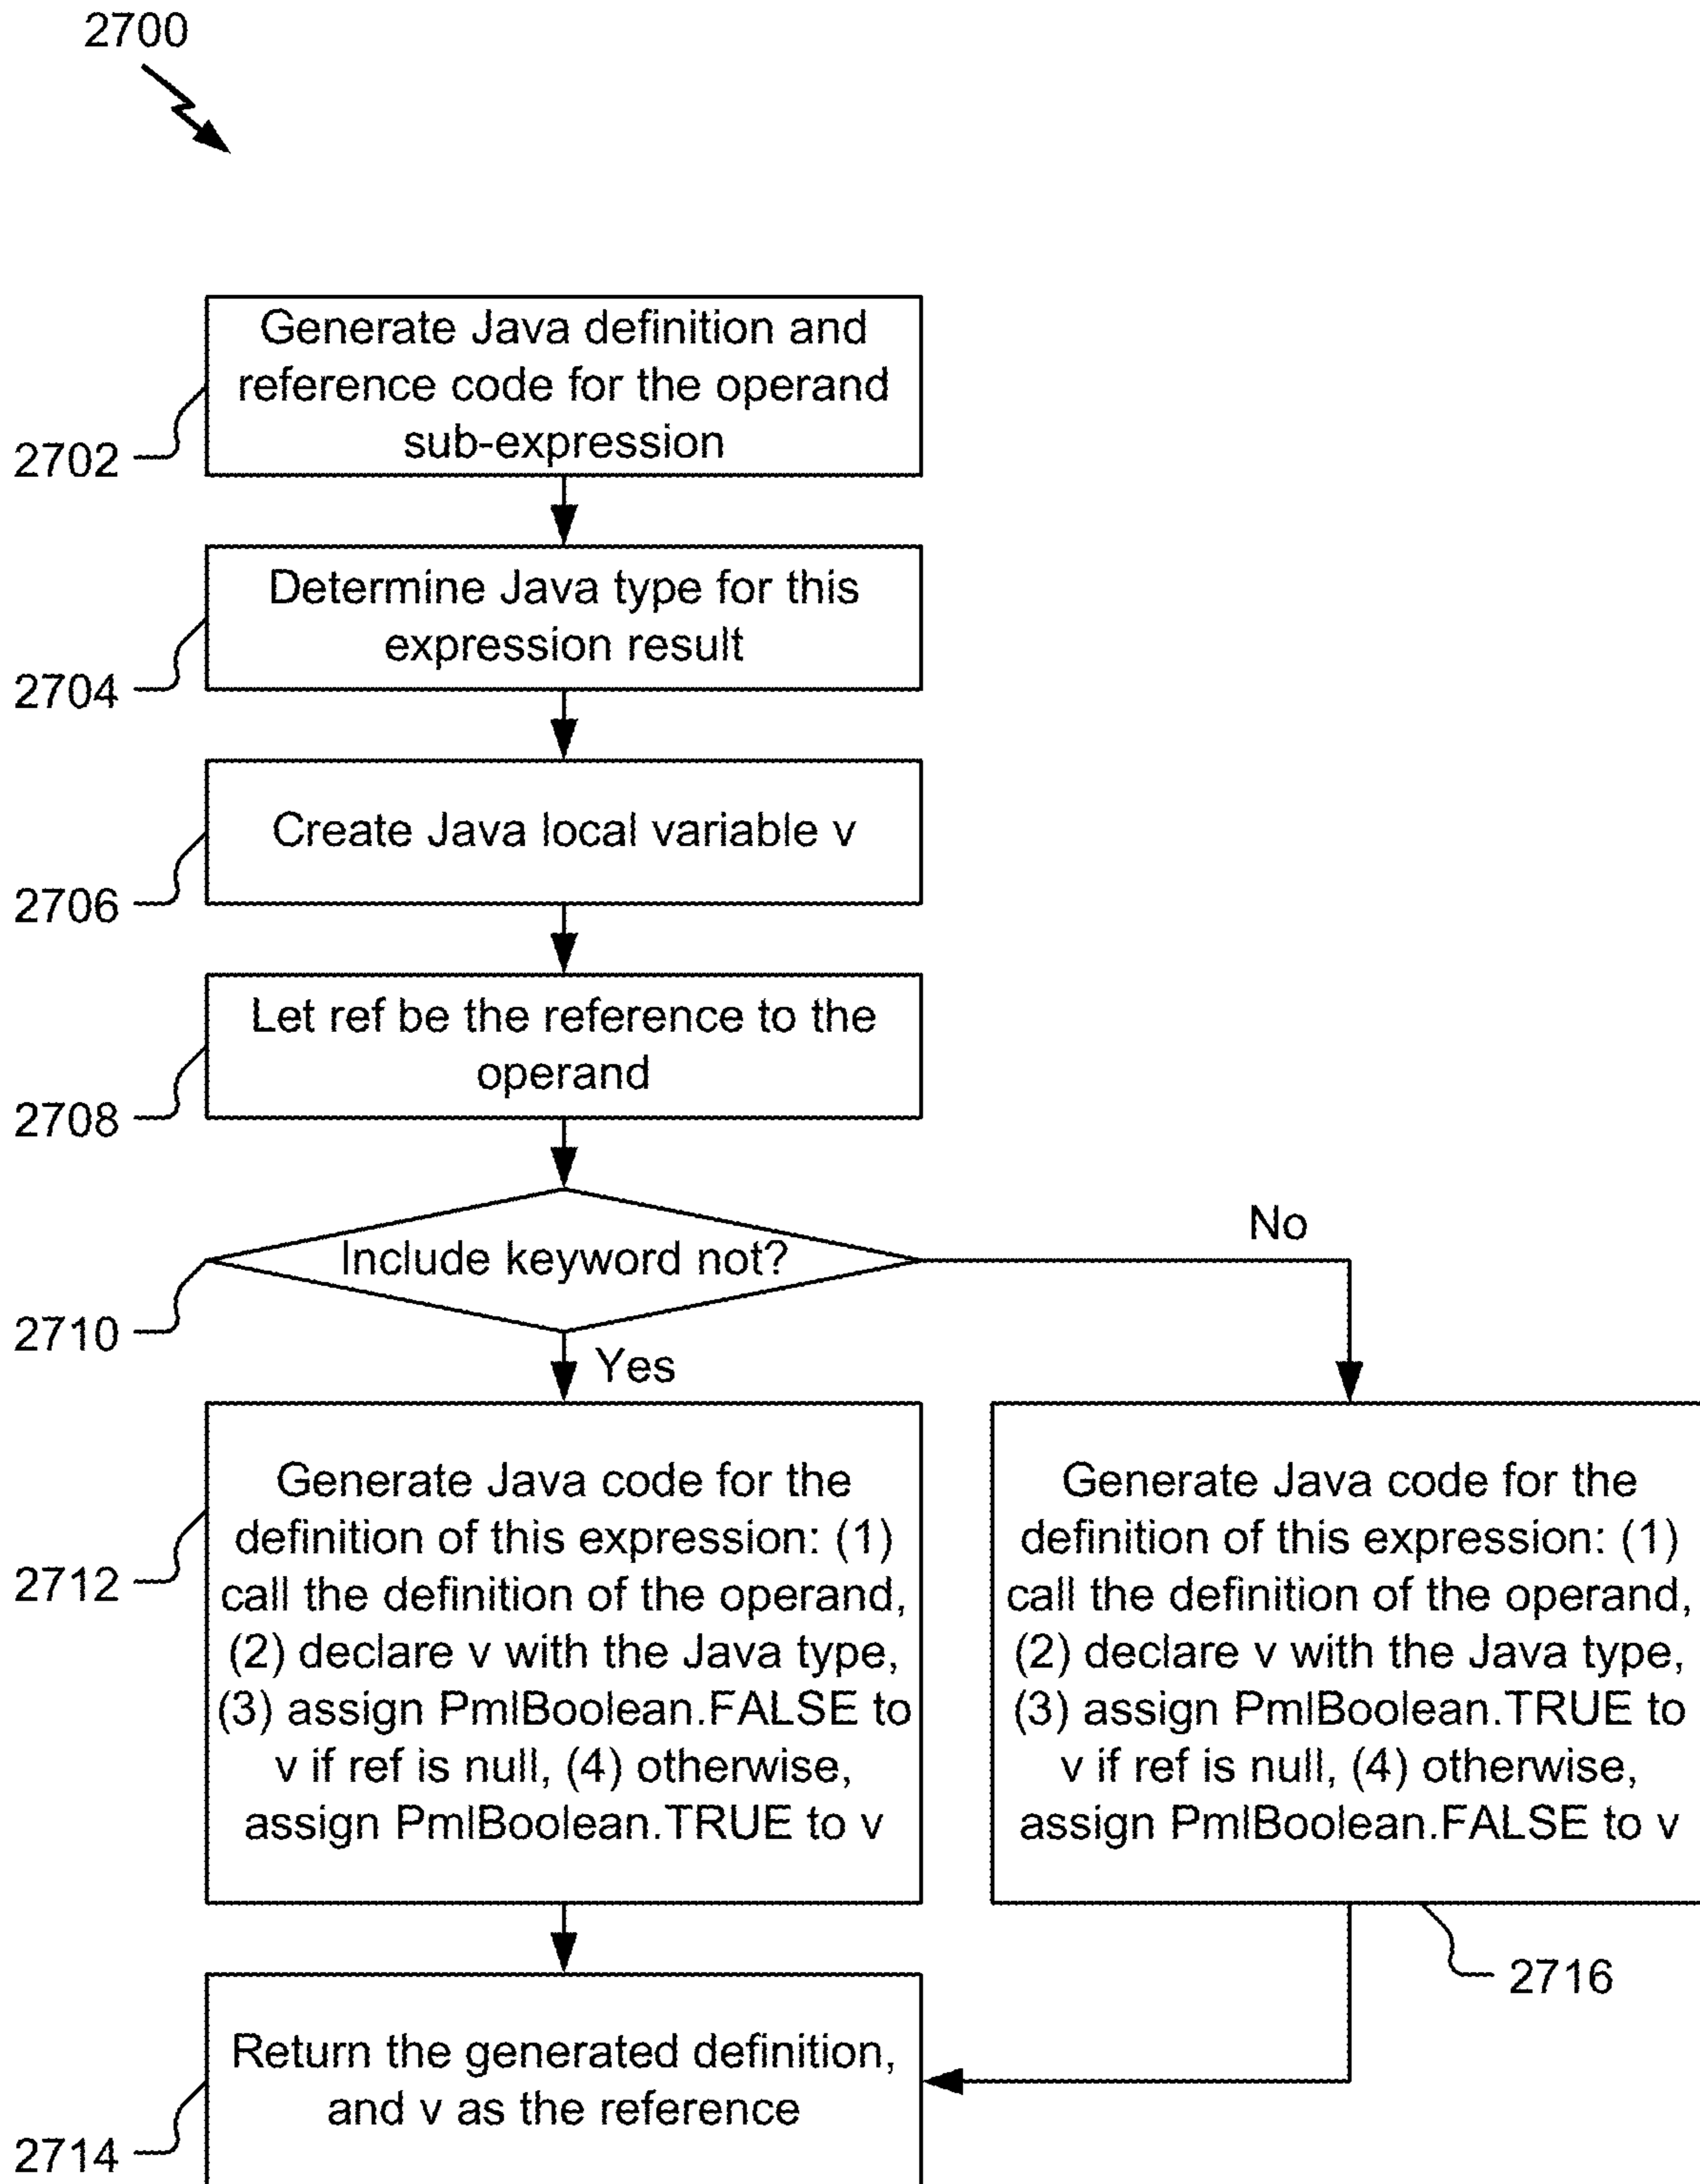 2700
Generate Java definition and
reference code for the operand
sub-expression
2702
Determine Java type for this
expression result
2704
Create Java local variable v
2706
Let ref be the reference to the
operand
2708
Include keyword not?
No
2710
Yes
Generate Java code for the
definition of this expression: (1)
call the definition of the operand,
(2) declare v with the Java type,
(3) assign PmlBoolean.FALSE to
v if ref is null, (4) otherwise,
assign PmlBoolean.TRUE to v
2712
Generate Java code for the
definition of this expression: (1)
call the definition of the operand,
(2) declare v with the Java type,
(3) assign PmlBoolean.TRUE to
v if ref is null, (4) otherwise,
assign PmlBoolean.FALSE to v
2716
Return the generated definition,
and v as the reference
2714